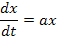 dx/dt = ax